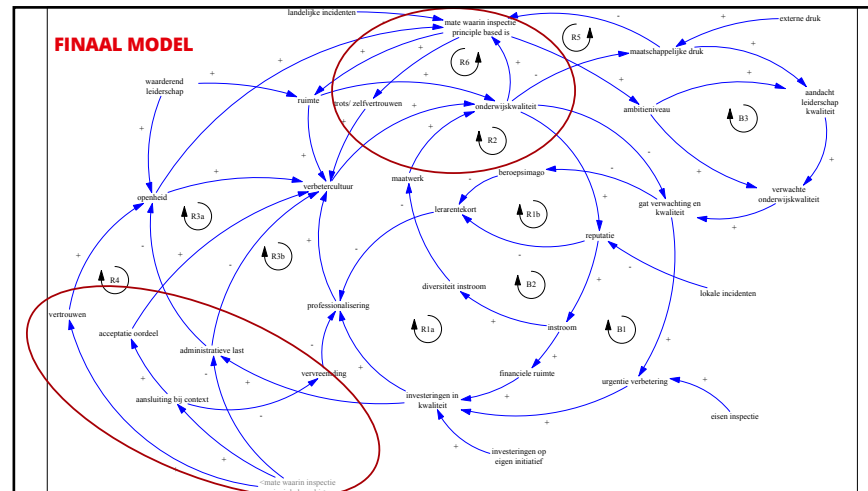 FINAAL MODEL
landelijke incidenten
mate waarin inspectie
principle based is
externe druk
R5
maatschappelijke druk
R6
waarderend
leiderschap
ruimte
trots/ zelfvertrouwen
onderwijskwaliteit
ambitieniveau
aandacht
leiderschap
kwaliteit
B3
R2
beroepsimago
maatwerk
verbetercultuur
openheid
verwachte
onderwijskwaliteit
gat verwachting en
kwaliteit
lerarentekort
R1b
R3a
reputatie
R3b
R4
diversiteit instroom
B2
lokale incidenten
vertrouwen
professionalisering
acceptatie oordeel
R1a
instroom
B1
administratieve last
vervreemding
financiele ruimte
urgentie verbetering
aansluiting bij context
investeringen in
kwaliteit
eisen inspectie
investeringen op
eigen initiatief
<mate waarin inspectie